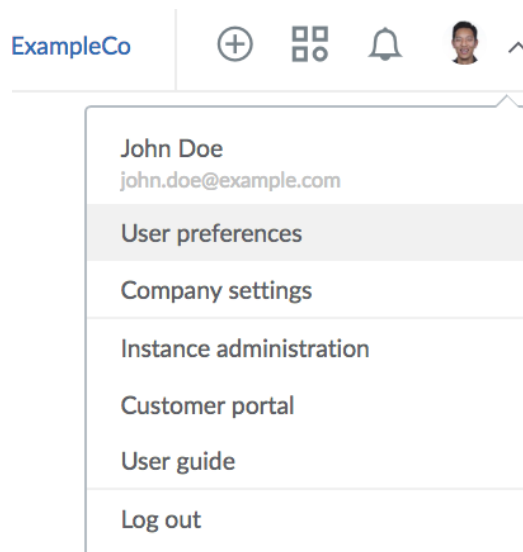 ExampleCo
John Doe
john.doe@example.com
User preferences
Company settings
Instance administration
Customer portal
User guide
Log out